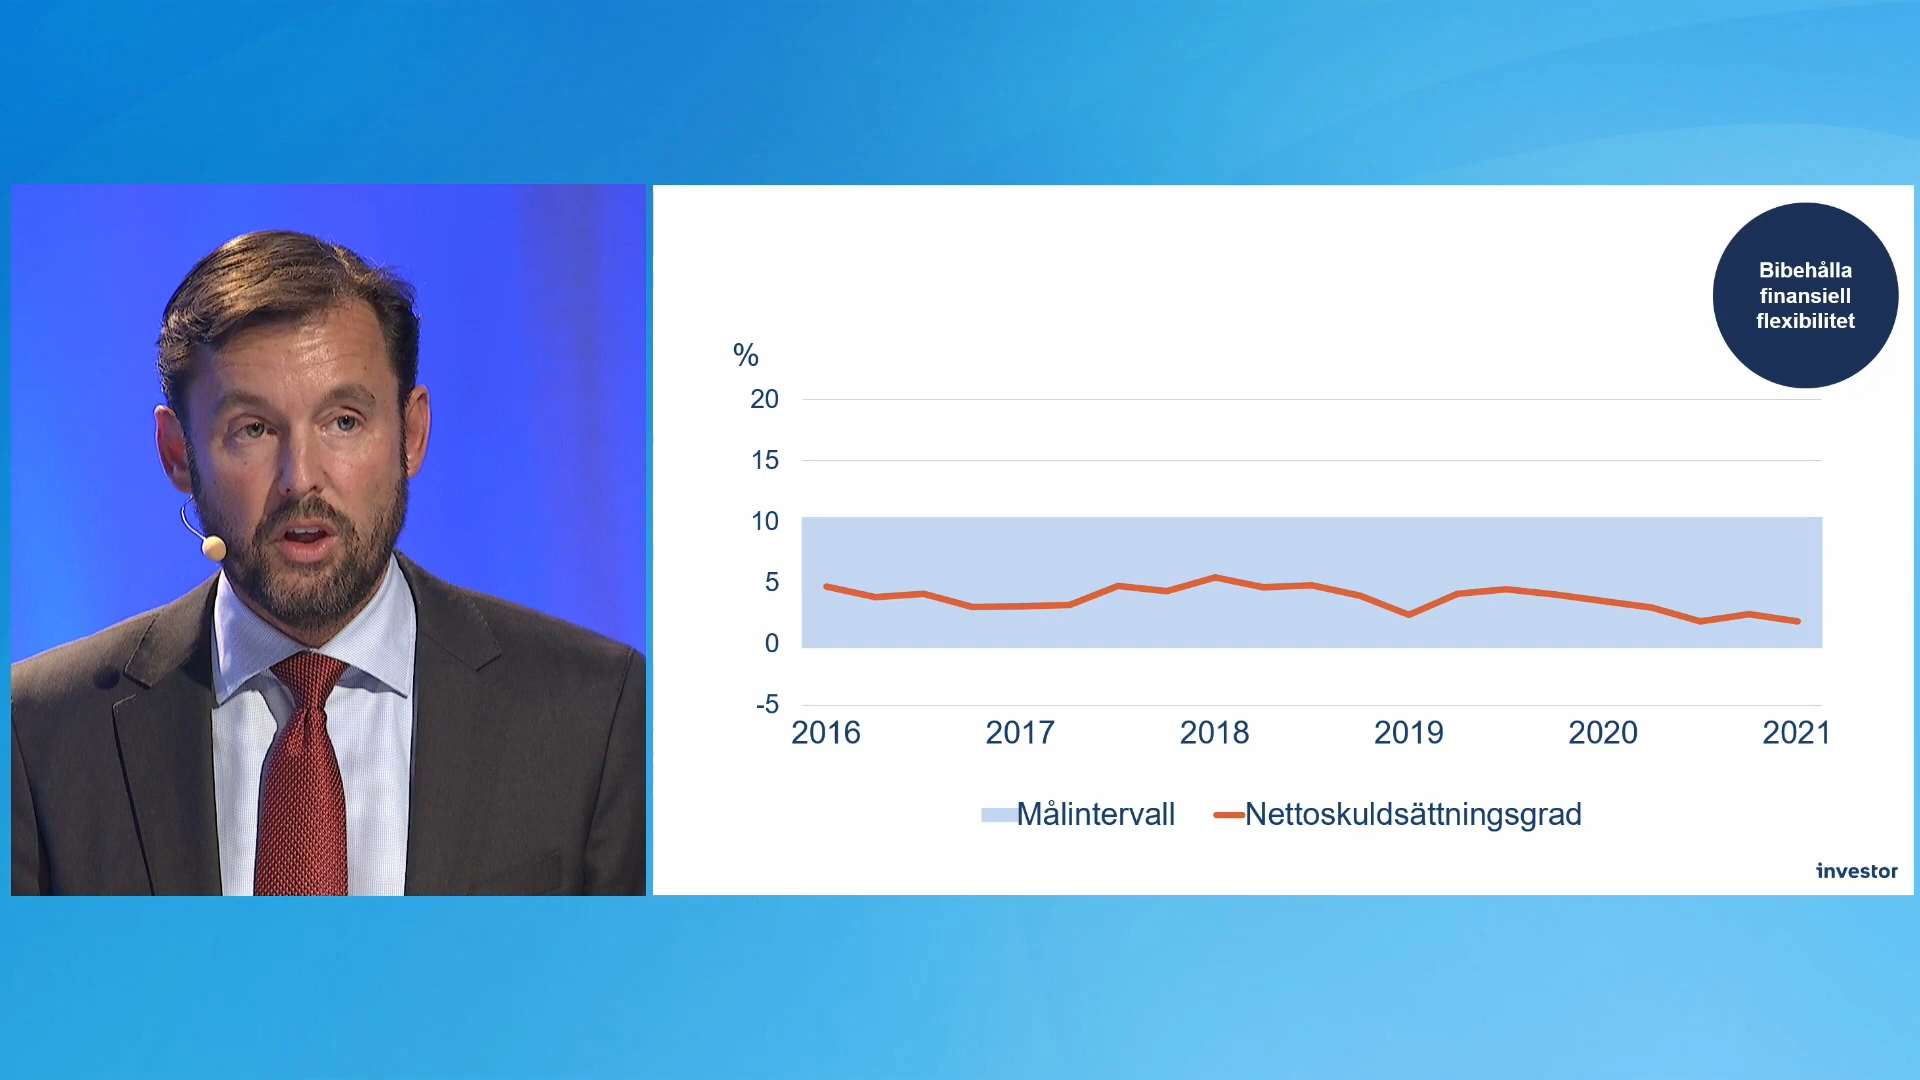 Bibehålla
finansiell
flexibilitet
%
20
15
10
5
0
-5
2016 2017 2018 2019 2020 2021
Målintervall Nettoskuldsättningsgrad
investor